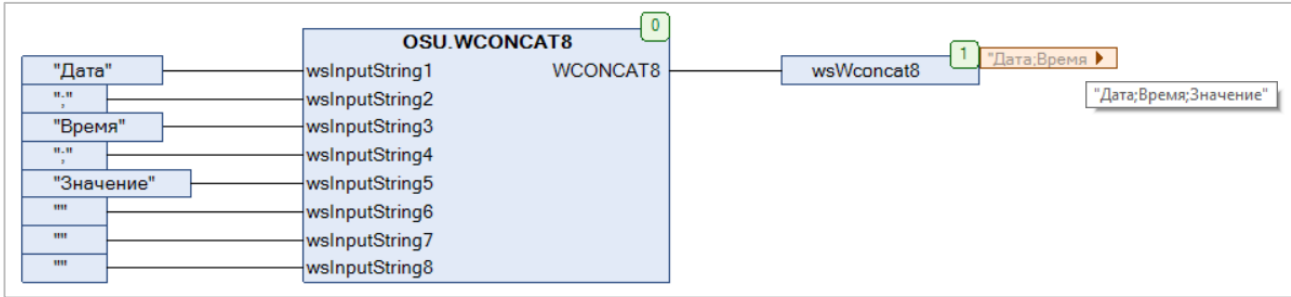 0
OSU.WCONCAT8
"Дата" wsInputString1 WCONCAT8 wsWconcat8 1 "Дата;Время
";" wsInputString2 "Дата;Время;Значение"
"Время" wsInputString3
";" wsInputString4
"Значение" wsInputString5
"" wsInputString6
"" wsInputString7
"" wsInputString8